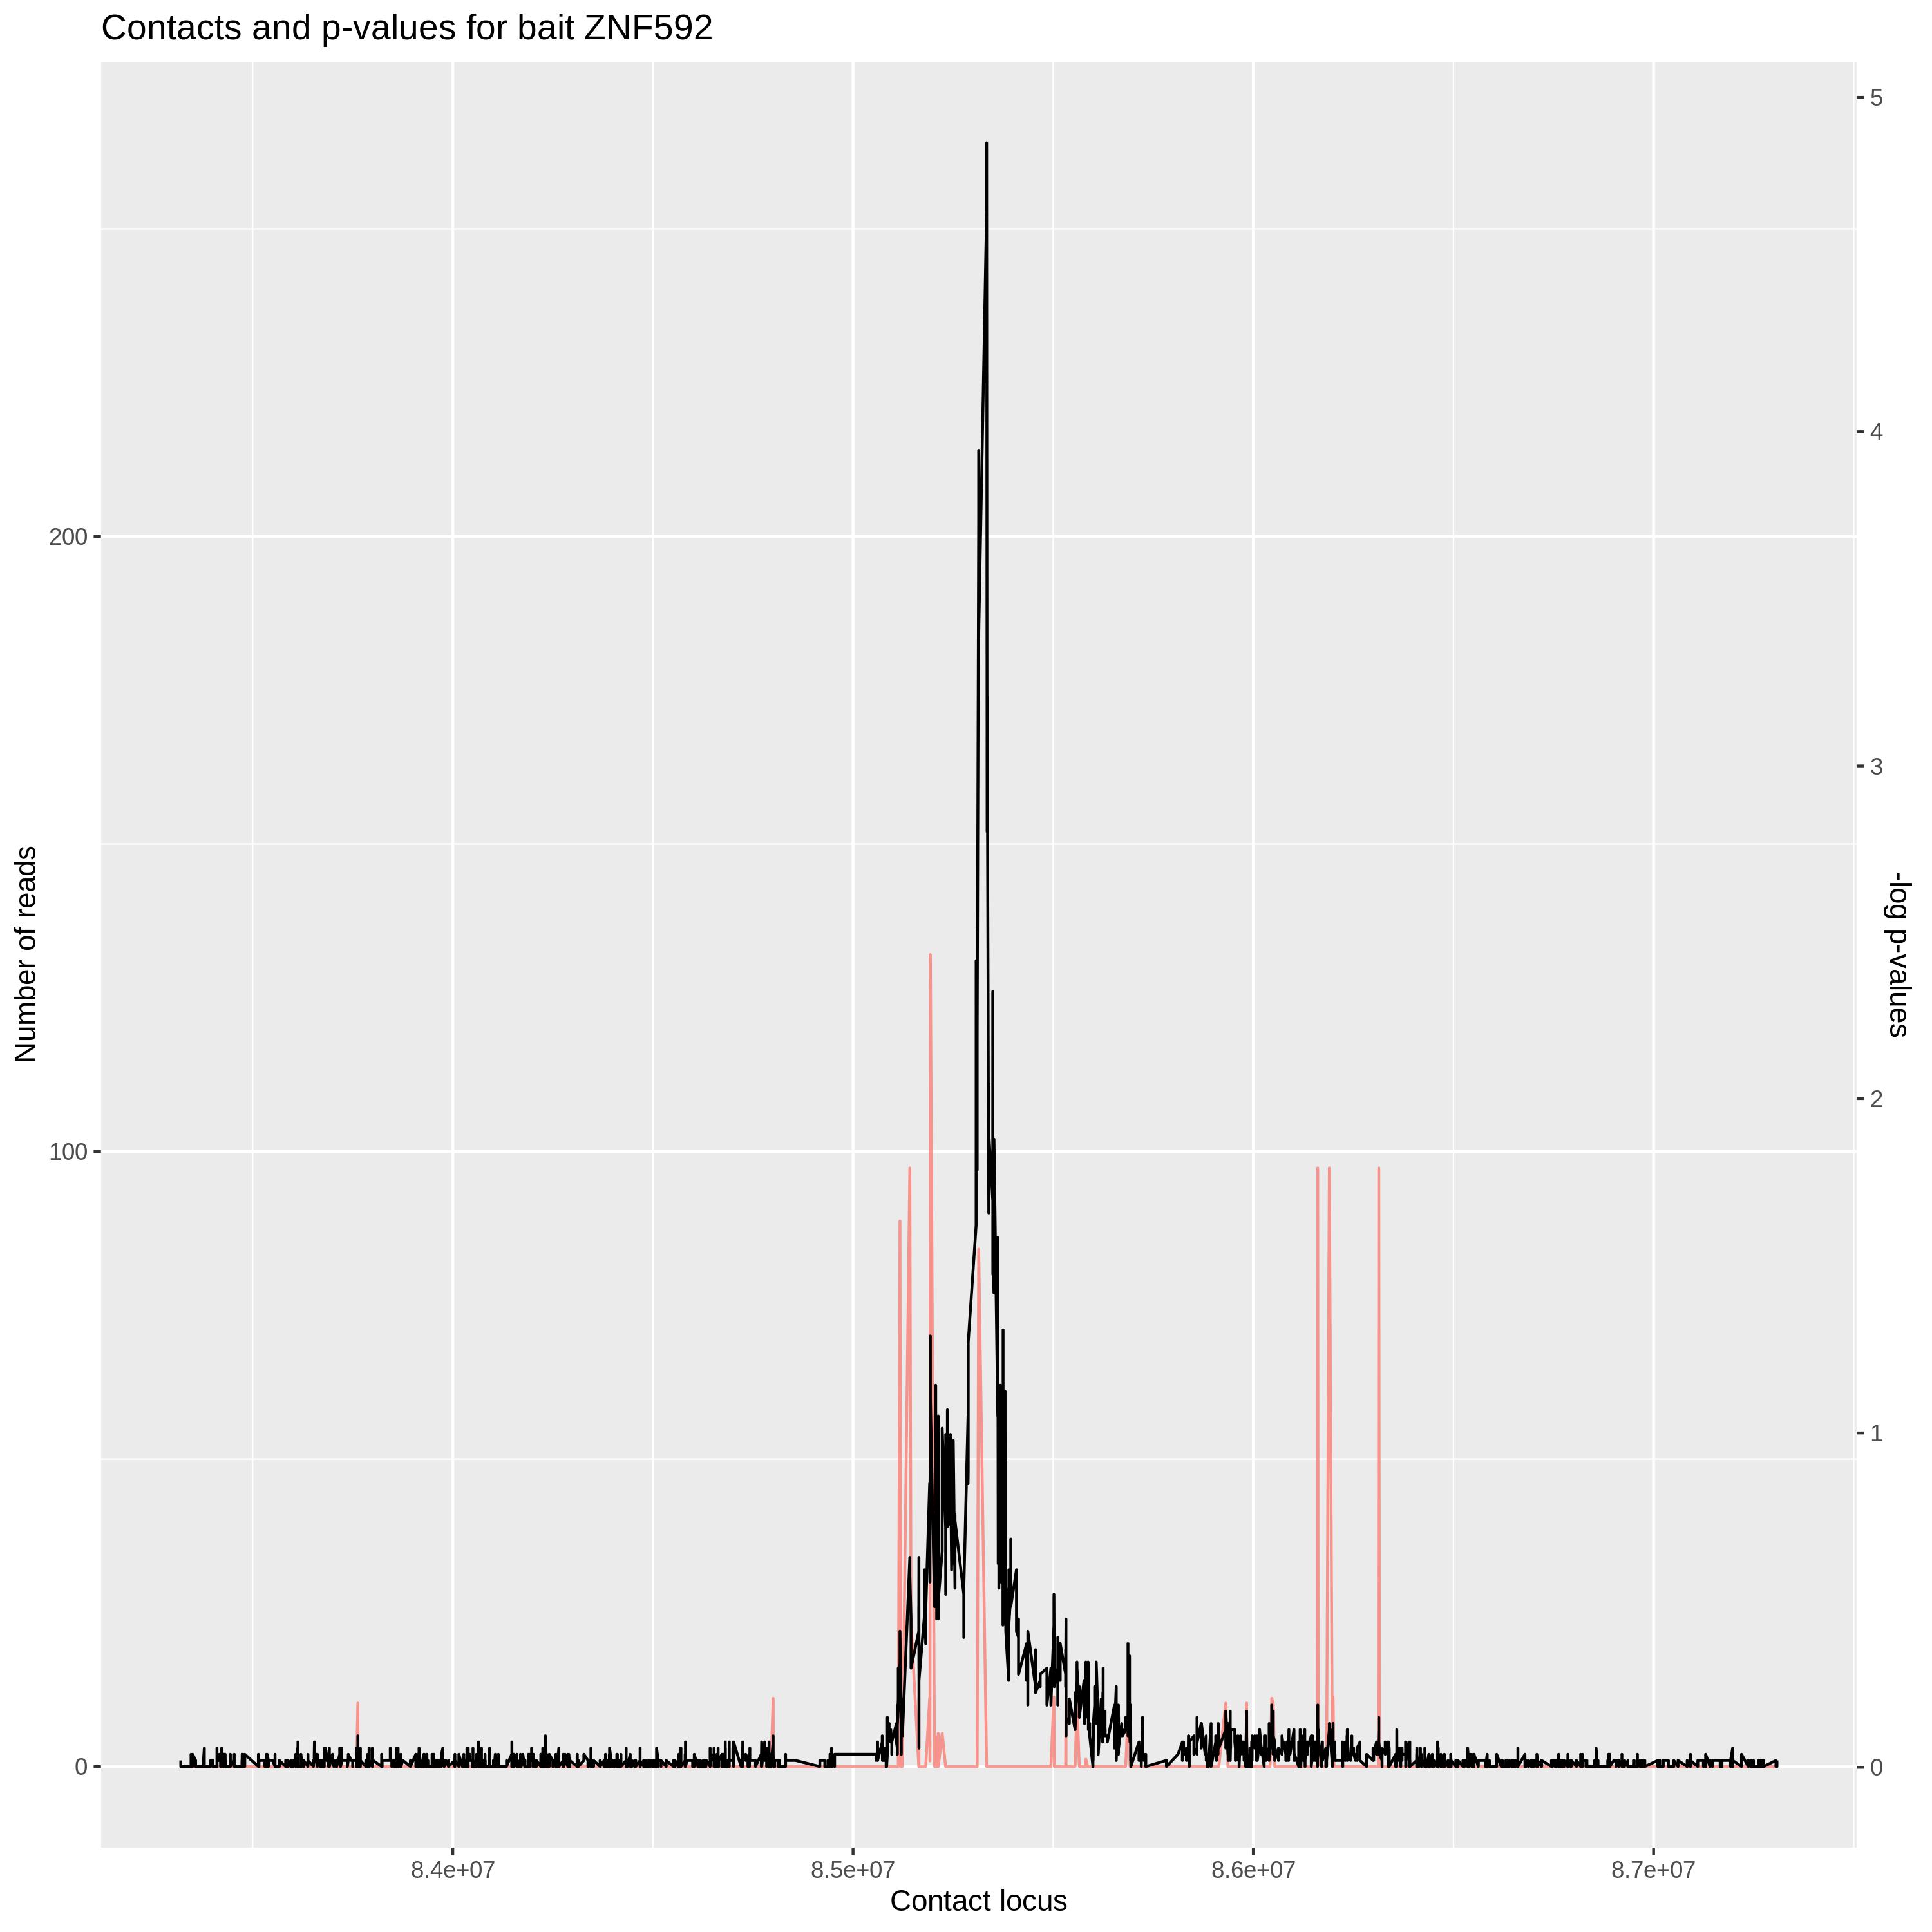 Contacts and p-values for bait ZNF592
Number of reads
200
100
0
5
4
3
2
1
0
-log p-values
8.4e+07
8.5e+07
8.6e+07
8.7e+07
Contact locus